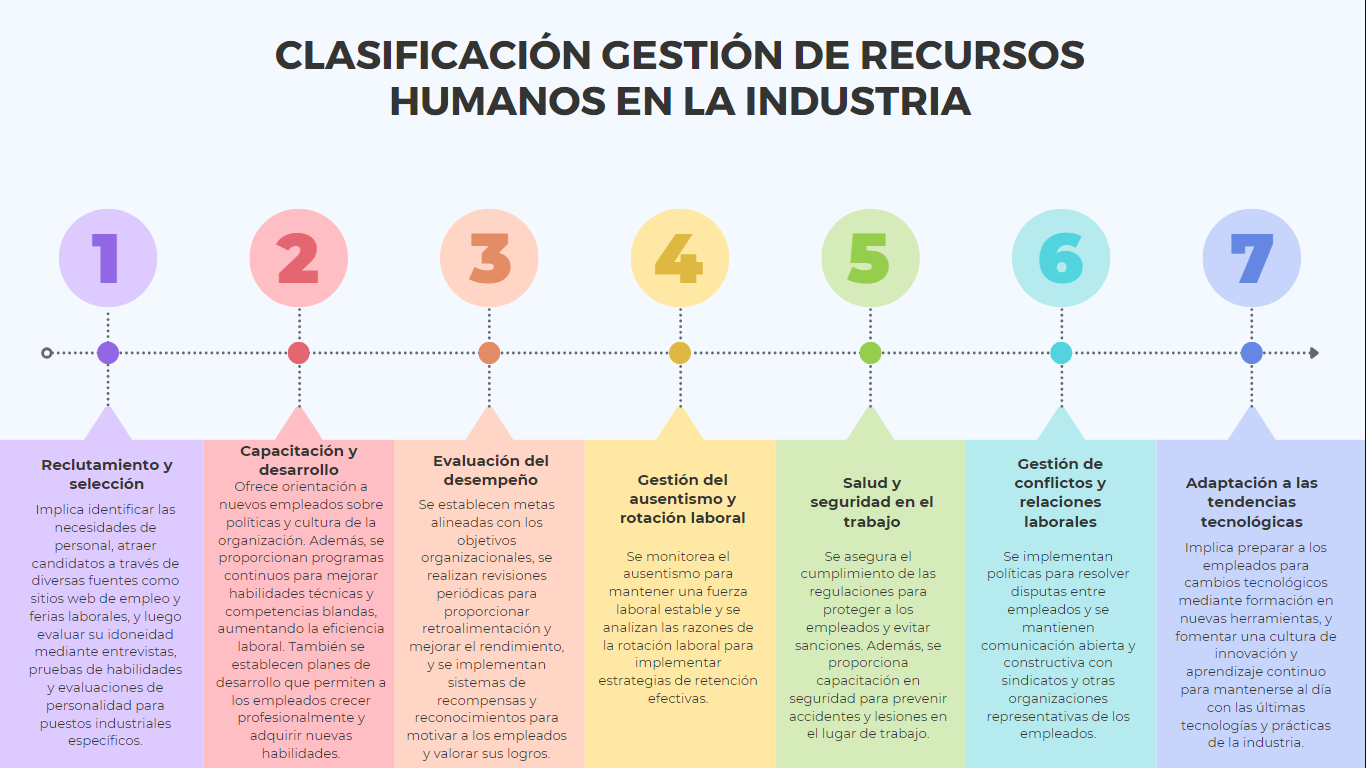 CLASIFICACIÓN GESTIÓN DE RECURSOS
HUMANOS EN LA INDUSTRIA
1
2
3
4
5
6
7
Reclutamiento y
selección
Implica identificar las
necesidades de
personal, atraer
candidatos a través de
diversas fuentes como
sitios web de empleo y
ferias laborales, y luego
evaluar su idoneidad
mediante entrevistas,
pruebas de habilidades
y evaluaciones de
personalidad para
puestos industriales
específicos.
Capacitación y
desarrollo
Ofrece orientación a
nuevos empleados sobre
políticas y cultura de la
organización. Además, se
proporcionan programas
continuos para mejorar
habilidades técnicas y
competencias blandas,
aumentando la eficiencia
laboral. También se
establecen planes de
desarrollo que permiten a
los empleados crecer
profesionalmente y
adquirir nuevas
habilidades.
Evaluación del
desempeño
Se establecen metas
alineadas con los
objetivos
organizacionales, se
realizan revisiones
periódicas para
proporcionar
retroalimentación y
mejorar el rendimiento,
y se implementan
sistemas de
recompensas y
reconocimientos para
motivar a los empleados
y valorar sus logros.
Gestión del
ausentismo y
rotación laboral
Se monitorea el
ausentismo para
mantener una fuerza
laboral estable y se
analizan las razones de
la rotación laboral para
implementar
estrategias de retención
efectivas.
Salud y
seguridad en el
trabajo
Se asegura el
cumplimiento de las
regulaciones para
proteger a los
empleados y evitar
sanciones. Además, se
proporciona
capacitación en
seguridad para prevenir
accidentes y lesiones en
el lugar de trabajo.
Gestión de
conflictos y
relaciones
laborales
Se implementan
políticas para resolver
disputas entre
empleados y se
mantienen
comunicación abierta y
constructiva con
sindicatos y otras
organizaciones
representativas de los
empleados.
Adaptación a las
tendencias
tecnológicas
Implica preparar a los
empleados para
cambios tecnológicos
mediante formación en
nuevas herramientas, y
fomentar una cultura de
innovación y
aprendizaje continuo
para mantenerse al día
con las últimas
tecnologías y prácticas
de la industria.